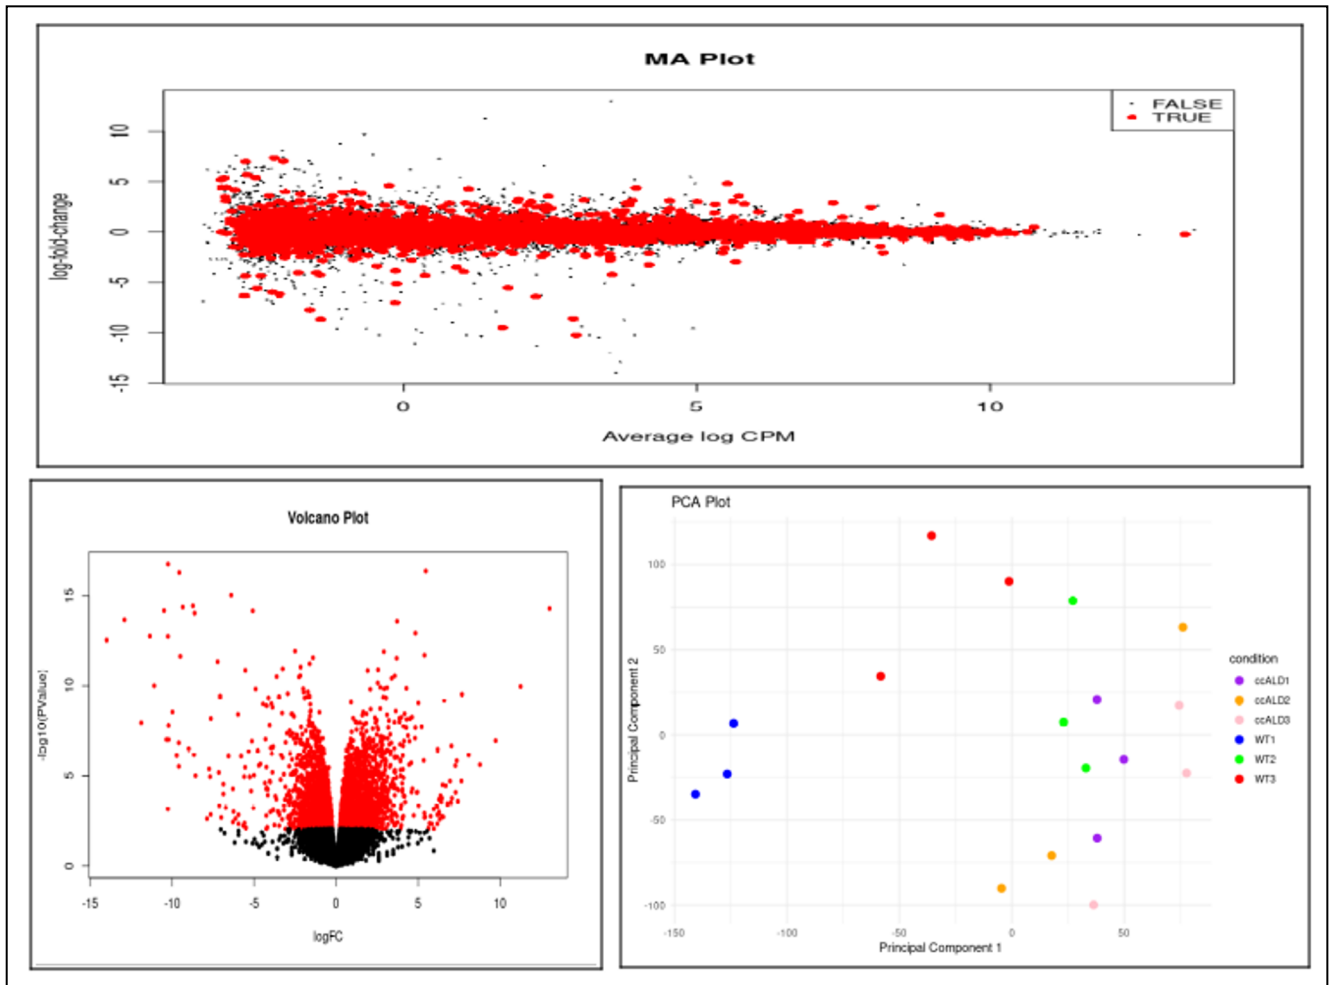 MA Plot
FALSE
TRUE
10
5
0
-5
-10
-15
log-fold-change
0 5 10
Average log CPM
Volcano Plot
15
10
5
0
-log10(PValue)
-15 -10 -5 0 5 10
logFC
PCA Plot
100
50
0
-50
-100
Principal Component 2
-150 -100 -50 0 50
Principal Component 1
condition
ccALD1
ccALD2
ccALD3
WT1
WT2
WT3